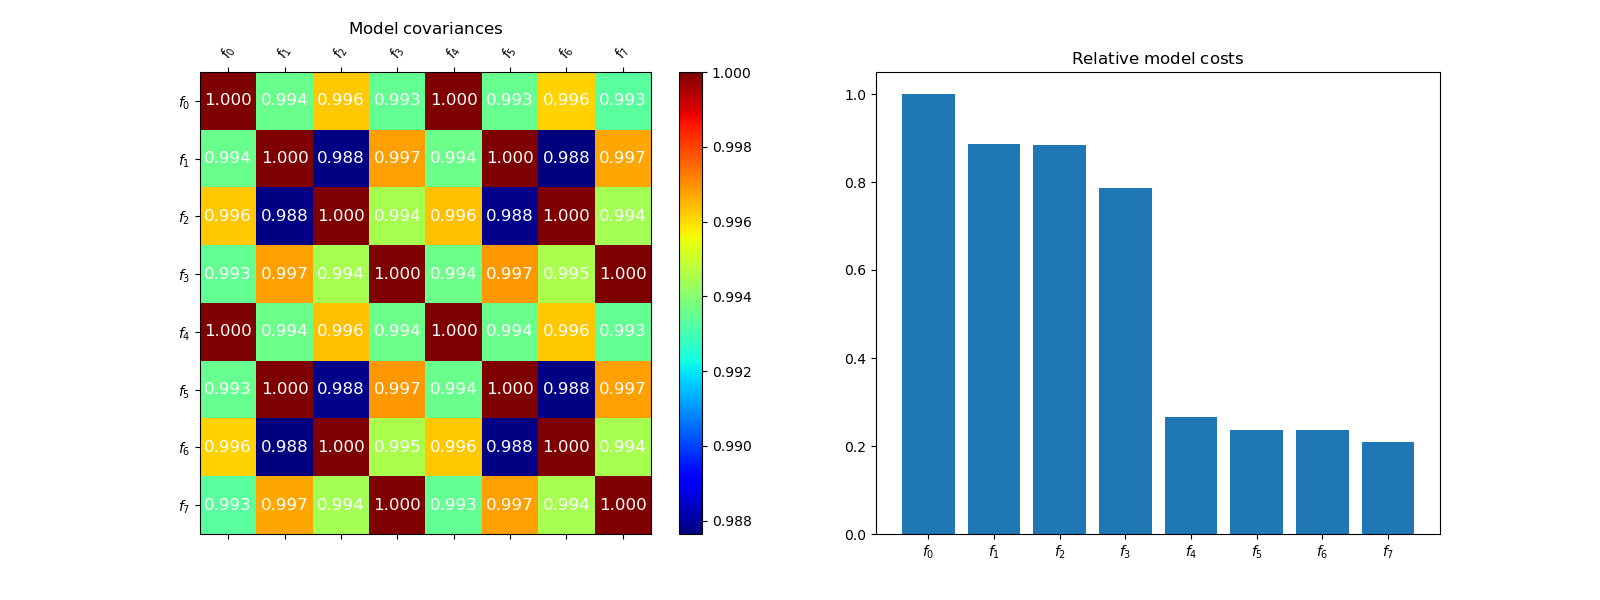 Model covariances
f0 f1 f2 f3 f4 f5 f6 f7
f0 1.000 0.994 0.996 0.993 1.000 0.993 0.996 0.993
f1 0.994 1.000 0.988 0.997 0.994 1.000 0.988 0.997
f2 0.996 0.988 1.000 0.994 0.996 0.988 1.000 0.994
f3 0.993 0.997 0.994 1.000 0.994 0.997 0.995 1.000
f4 1.000 0.994 0.996 0.994 1.000 0.994 0.996 0.993
f5 0.993 1.000 0.988 0.997 0.994 1.000 0.988 0.997
f6 0.996 0.988 1.000 0.995 0.996 0.988 1.000 0.994
f7 0.993 0.997 0.994 1.000 0.993 0.997 0.994 1.000
1.000
0.998
0.996
0.994
0.992
0.990
0.988
Relative model costs
1.0
0.8
0.6
0.4
0.2
0.0
f0 f1 f2 f3 f4 f5 f6 f7